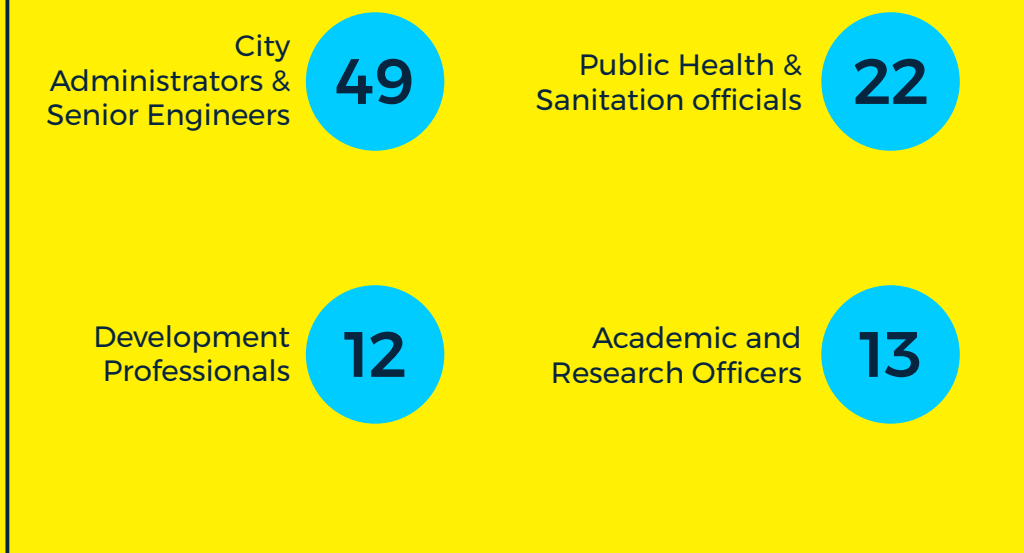 City
Administrators &
Senior Engineers
49
Public Health &
Sanitation officials
22
Development
Professionals
12
Academic and
Research Officers
13